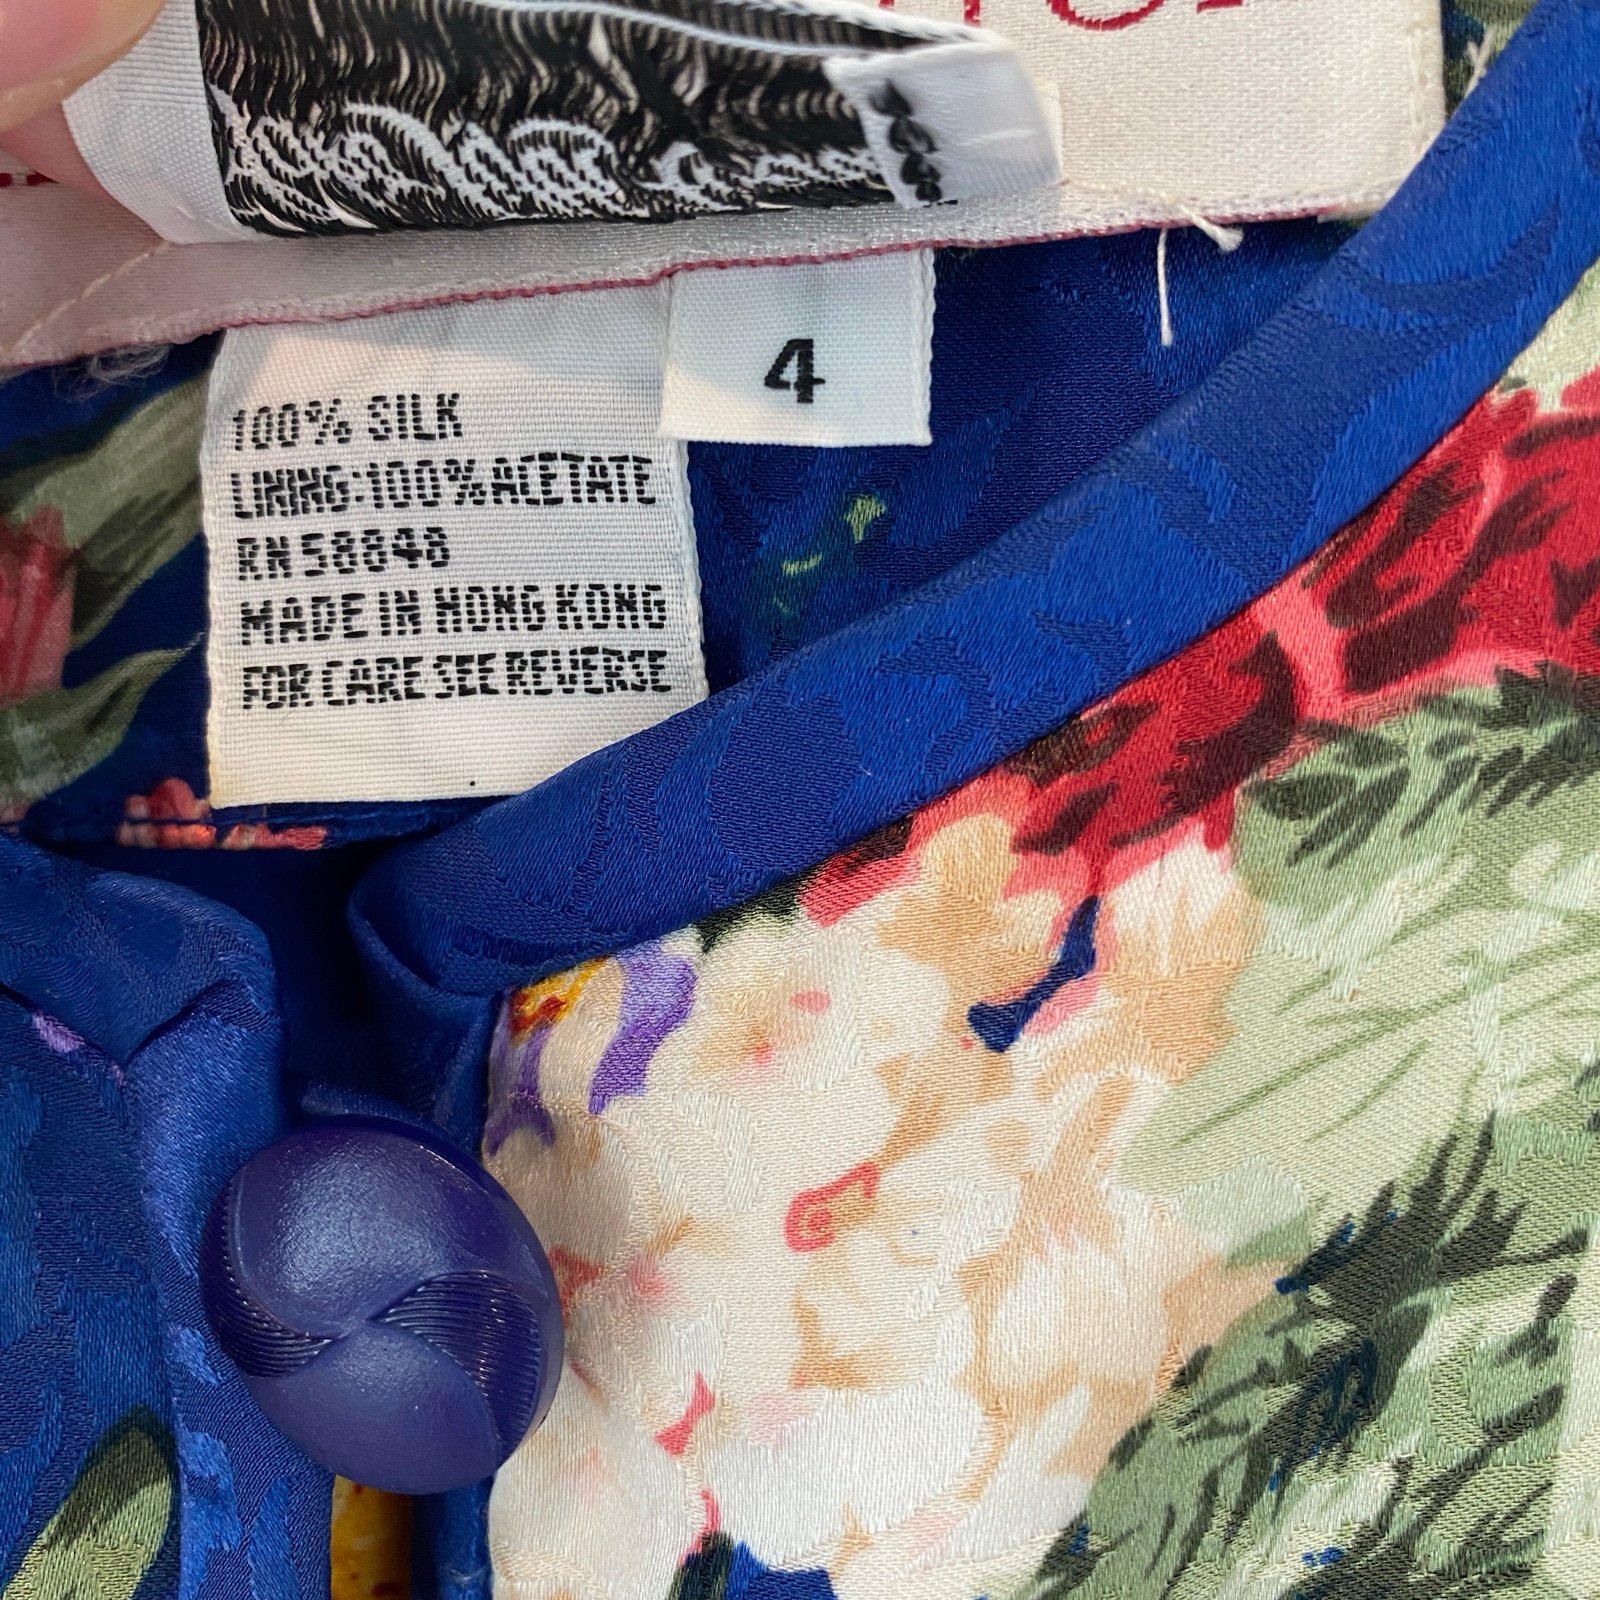 4
100% SILK
LINING:100% ACETATE
RN 58848
MADE IN HONG KONG
FOR CARE SEE REVERSE